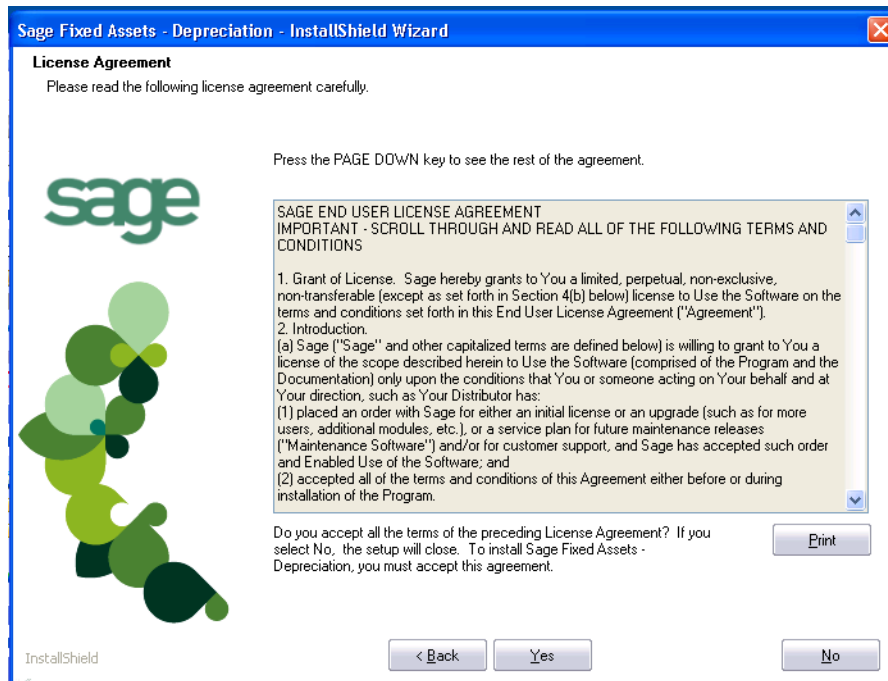 Sage Fixed Assets - Depreciation - InstallShield Wizard
License Agreement
Please read the following license agreement carefully.
Press the PAGE DOWN key to see the rest of the agreement.
sage
SAGE END USER LICENSE AGREEMENT
IMPORTANT - SCROLL THROUGH AND READ ALL OF THE FOLLOWING TERMS AND
CONDITIONS
1. Grant of License.  Sage hereby grants to You a limited, perpetual, non-exclusive,
non-transferable (except as set forth in Section 4(b) below) license to Use the Software on the
terms and conditions set forth in this End User License Agreement ("Agreement").
2. Introduction.
(a) Sage ("Sage" and other capitalized terms are defined below) is willing to grant to You a
license of the scope described herein to Use the Software (comprised of the Program and the
Documentation) only upon the conditions that You or someone acting on Your behalf and at
Your direction, such as Your Distributor has:
(1) placed an order with Sage for either an initial license or an upgrade (such as for more
users, additional modules, etc.), or a service plan for future maintenance releases
("Maintenance Software") and/or for customer support, and Sage has accepted such order
and Enabled Use of the Software; and
(2) accepted all of the terms and conditions of this Agreement either before or during
installation of the Program.
Do you accept all the terms of the preceding License Agreement?  If you
select No,  the setup will close.  To install Sage Fixed Assets -
Depreciation, you must accept this agreement.
Print
InstallShield
< Back
Yes
No